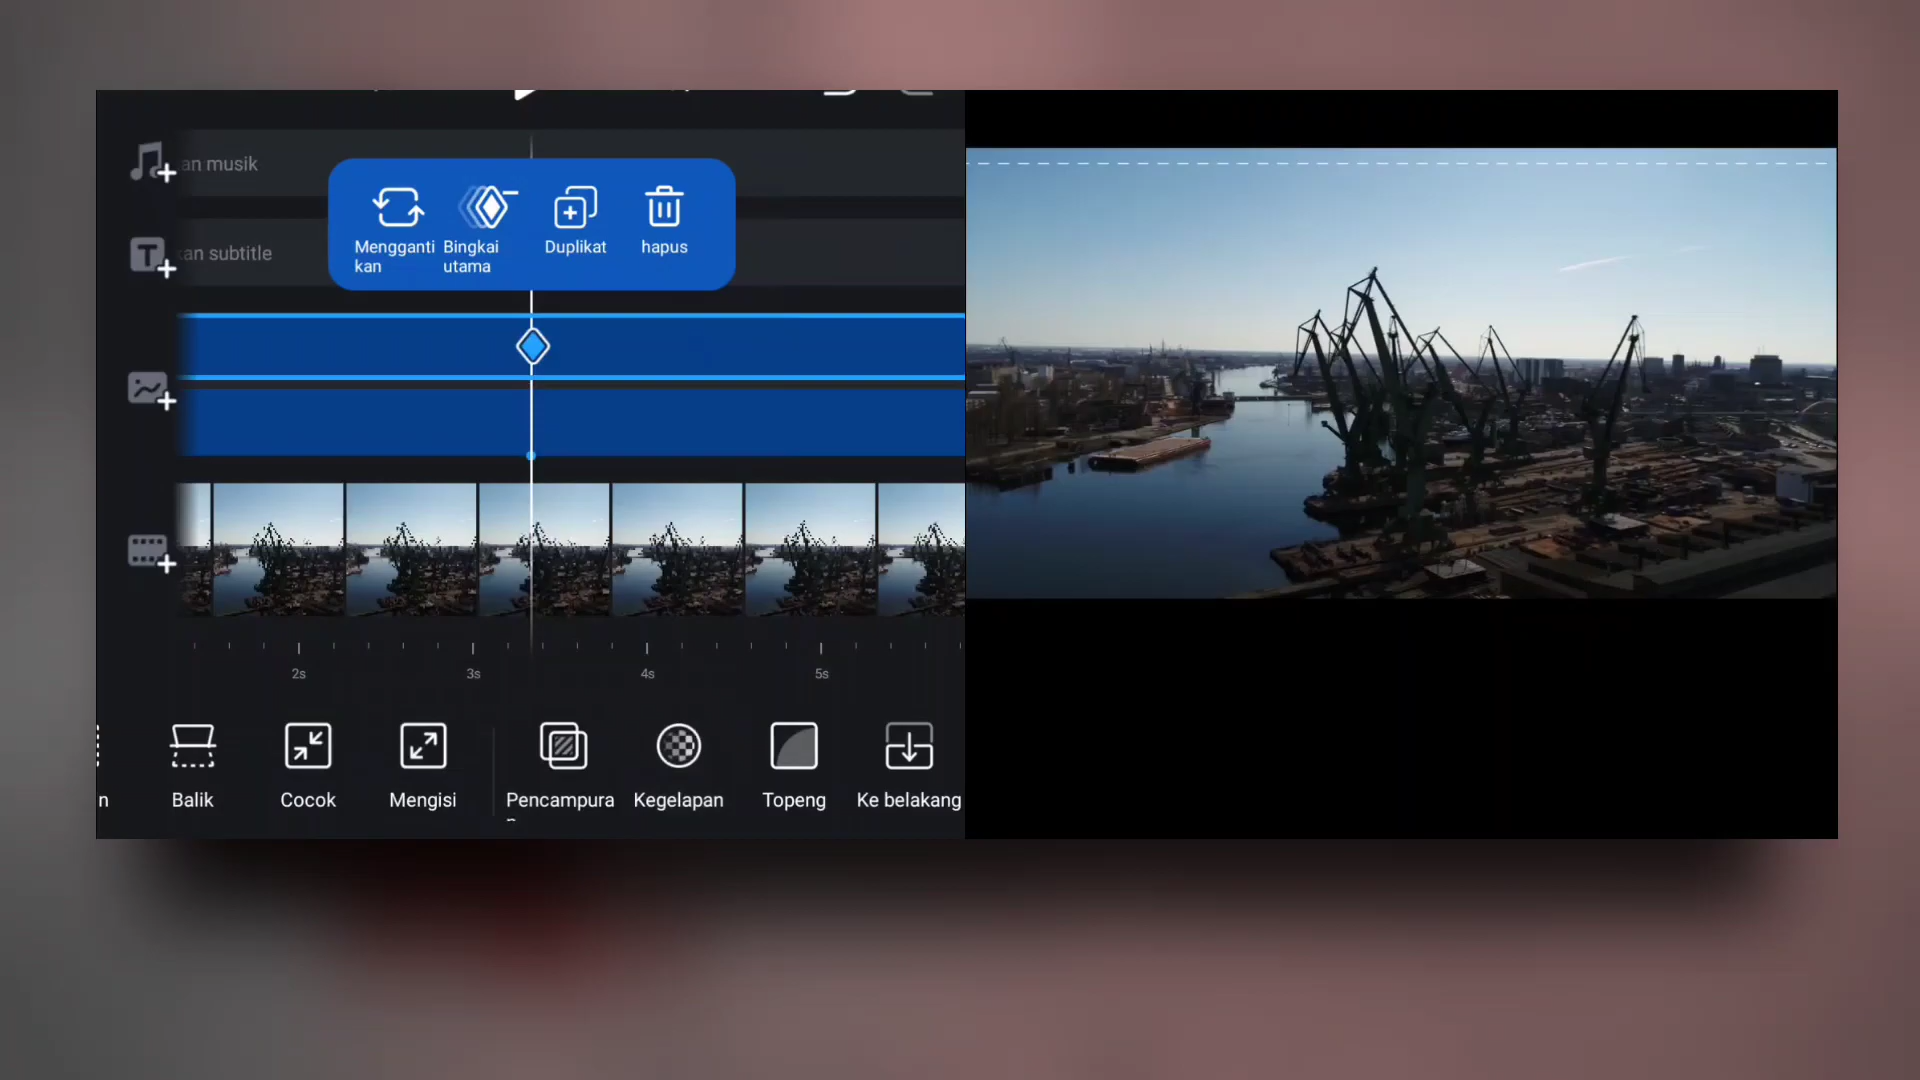 an musik
kan subtitle
Mengganti
kan
Bingkai
utama
Duplikat
hapus
2s
3s
4s
5s
n
Balik
Cocok
Mengisi
Pencampura
Kegelapan
Topeng
Ke belakang